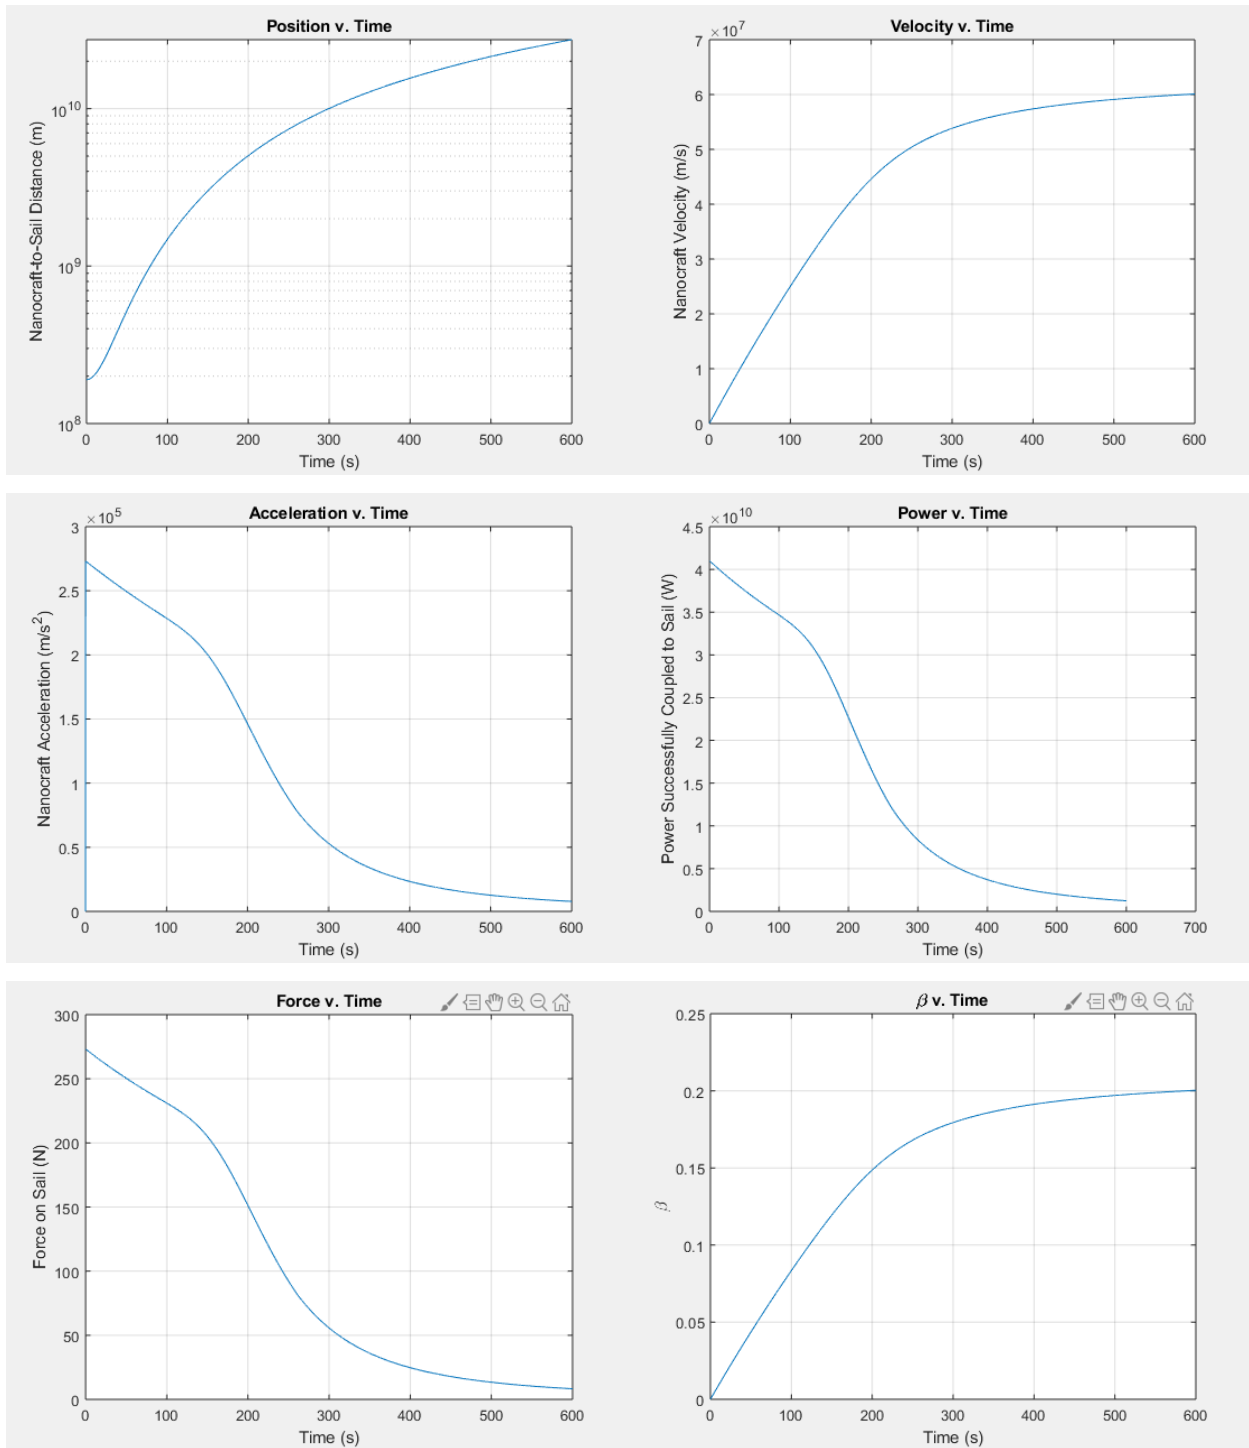 Position v. Time
Nanocraft-to-Sail Distance (m)
10^10
10^9
10^8
0 100 200 300 400 500 600
Time (s)
Velocity v. Time
× 10^7
Nanocraft Velocity (m/s)
7
6
5
4
3
2
1
0
0 100 200 300 400 500 600
Time (s)
Acceleration v. Time
× 10^5
Nanocraft Acceleration (m/s^2)
3
2.5
2
1.5
1
0.5
0
0 100 200 300 400 500 600
Time (s)
Power v. Time
× 10^10
Power Successfully Coupled to Sail (W)
4.5
4
3.5
3
2.5
2
1.5
1
0.5
0
0 100 200 300 400 500 600 700
Time (s)
Force v. Time
Force on Sail (N)
300
250
200
150
100
50
0
0 100 200 300 400 500 600
Time (s)
β v. Time
β
0.25
0.2
0.15
0.1
0.05
0
0 100 200 300 400 500 600
Time (s)